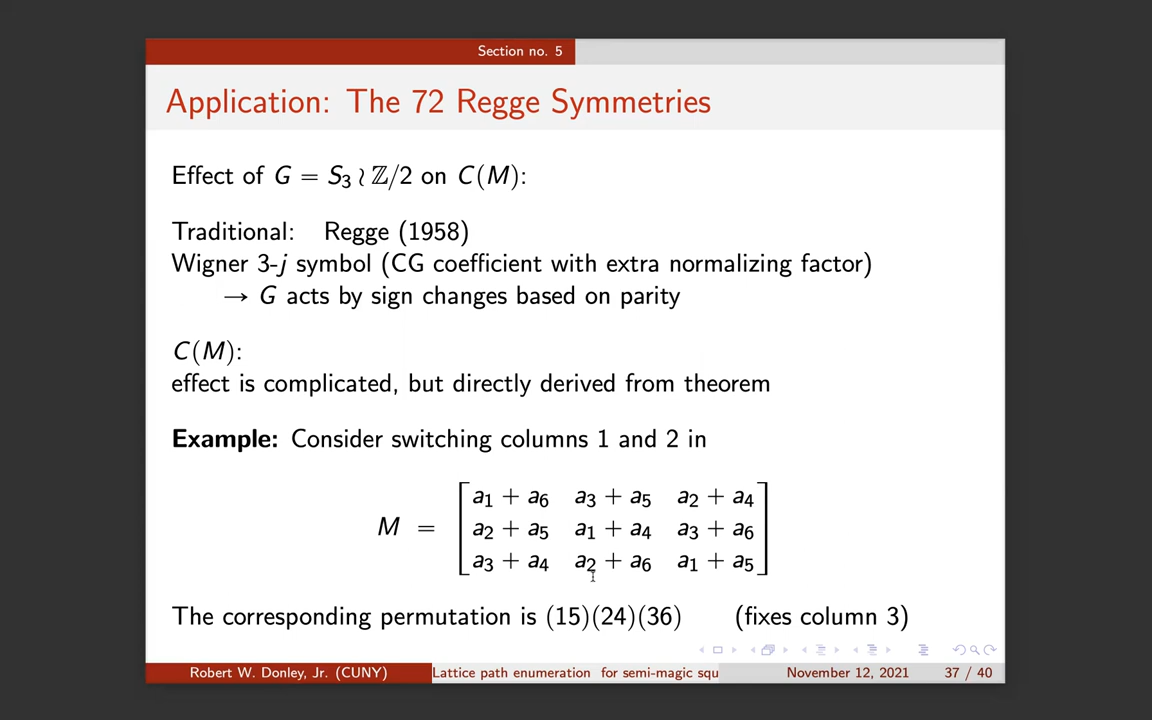 Section no. 5
Application: The 72 Regge Symmetries
Effect of G = S₃ ≀ ℤ/2 on C(M):
Traditional: Regge (1958)
Wigner 3-j symbol (CG coefficient with extra normalizing factor)
→ G acts by sign changes based on parity
C(M):
effect is complicated, but directly derived from theorem
Example: Consider switching columns 1 and 2 in
a₁ + a₆ a₃ + a₅ a₂ + a₄
M = a₂ + a₅ a₁ + a₄ a₃ + a₆
a₃ + a₄ a₂ + a₆ a₁ + a₅
The corresponding permutation is (15)(24)(36) (fixes column 3)
Robert W. Donley, Jr. (CUNY) Lattice path enumeration for semi-magic squ November 12, 2021 37 / 40